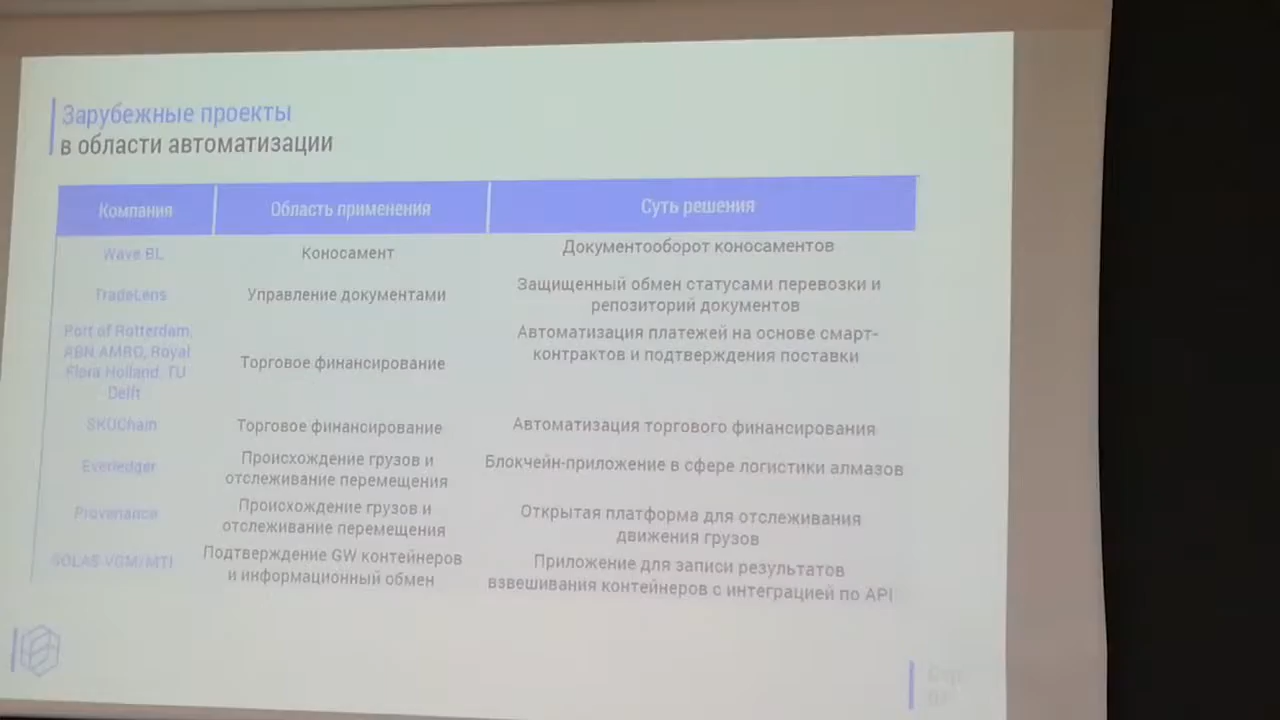 Зарубежные проекты
в области автоматизации
Компания
Область применения
Суть решения
Wave BL
Коносамент
Документооборот коносаментов
TradeLens
Управление документами
Защищенный обмен статусами перевозки и
репозиторий документов
Port of Rotterdam,
ABN AMRO, Royal
Flora Holland, TU
Delft
Торговое финансирование
Автоматизация платежей на основе смарт-
контрактов и подтверждения поставки
SKUChain
Торговое финансирование
Автоматизация торгового финансирования
Everledger
Происхождение грузов и
отслеживание перемещения
Блокчейн-приложение в сфере логистики алмазов
Provenance
Происхождение грузов и
отслеживание перемещения
Открытая платформа для отслеживания
движения грузов
SOLAS VGM/MTI
Подтверждение GW контейнеров
и информационный обмен
Приложение для записи результатов
взвешивания контейнеров с интеграцией по API